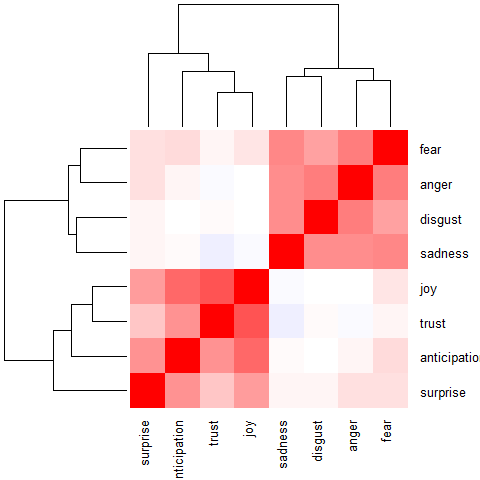 fear
anger
disgust
sadness
joy
trust
anticipation
surprise
surprise
nticipation
trust
joy
sadness
disgust
anger
fear